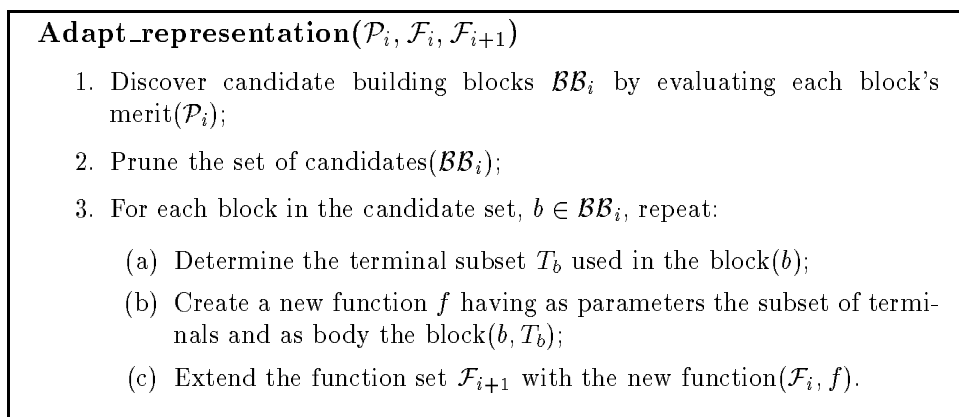 Adapt_representation(𝒫ᵢ, ℱᵢ, ℱᵢ₊₁)
1. Discover candidate building blocks ℬℬᵢ by evaluating each block's
merit(𝒫ᵢ);
2. Prune the set of candidates(ℬℬᵢ);
3. For each block in the candidate set, b ∈ ℬℬᵢ, repeat:
(a) Determine the terminal subset T_b used in the block(b);
(b) Create a new function f having as parameters the subset of termi-
nals and as body the block(b, T_b);
(c) Extend the function set ℱᵢ₊₁ with the new function(ℱᵢ, f).